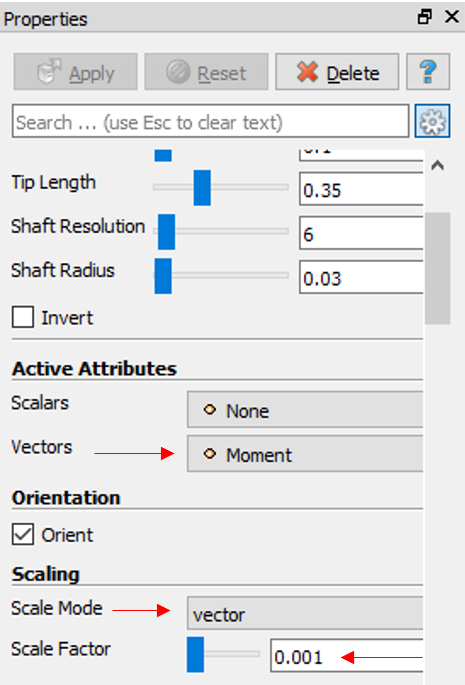 Properties
Apply Reset Delete ?
Search ... (use Esc to clear text)
Tip Length 0.35
Shaft Resolution 6
Shaft Radius 0.03
Invert
Active Attributes
Scalars None
Vectors Moment
Orientation
Orient
Scaling
Scale Mode vector
Scale Factor 0.001